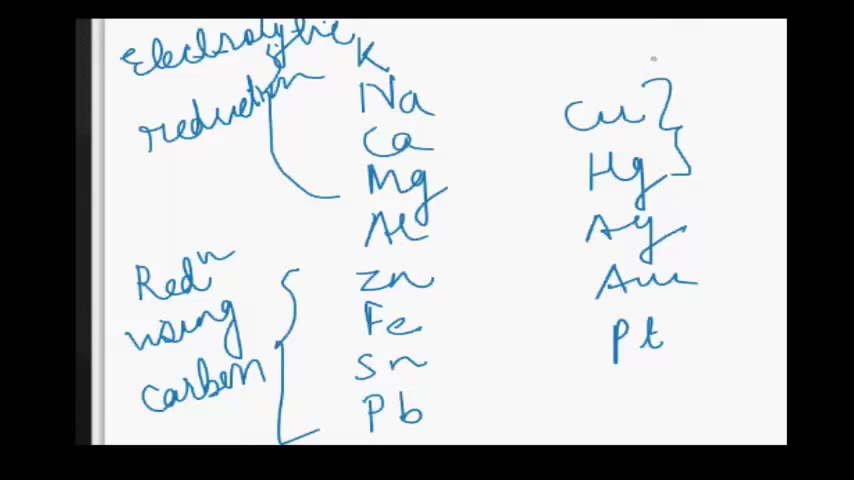 Electrolytic
reduction
K
Na
Ca
Mg
Al
Redn
using
carbon
Zn
Fe
Sn
Pb
Cu
Hg
Ag
Au
Pt